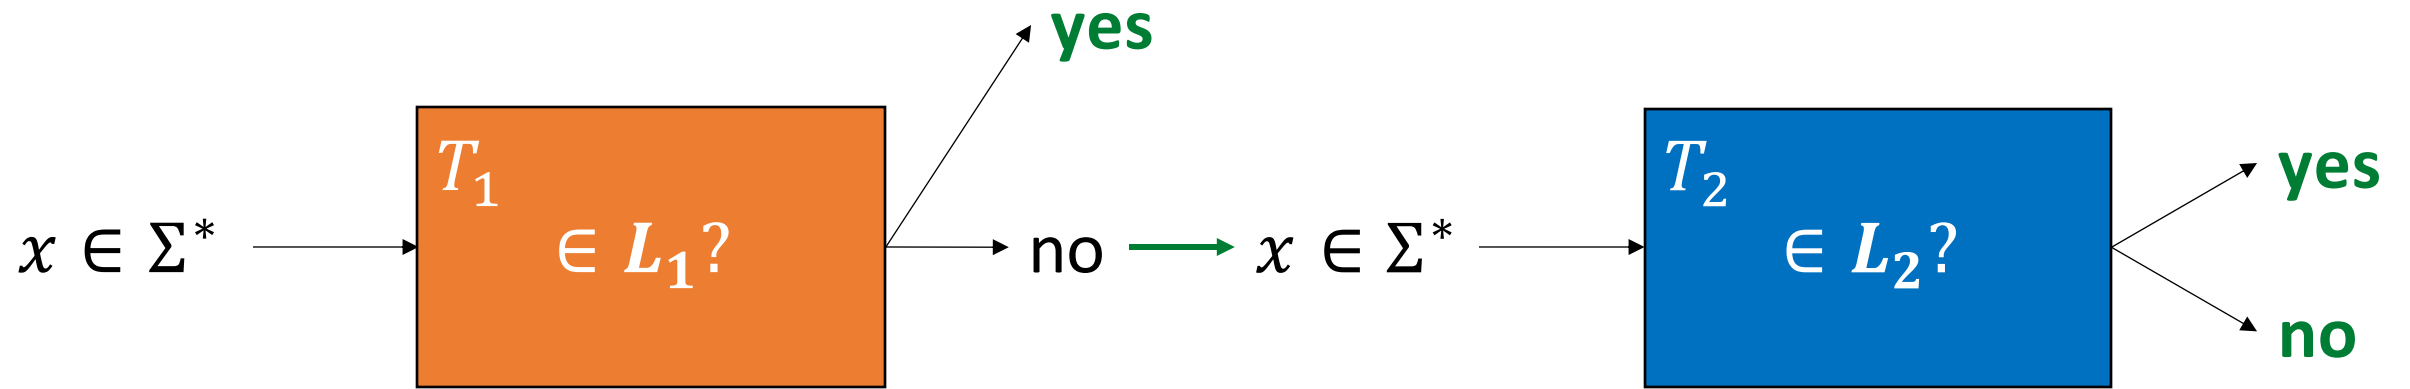 yes
T₁
T₂
yes
x ∈ Σ*
∈ L₁?
no
x ∈ Σ*
∈ L₂?
no